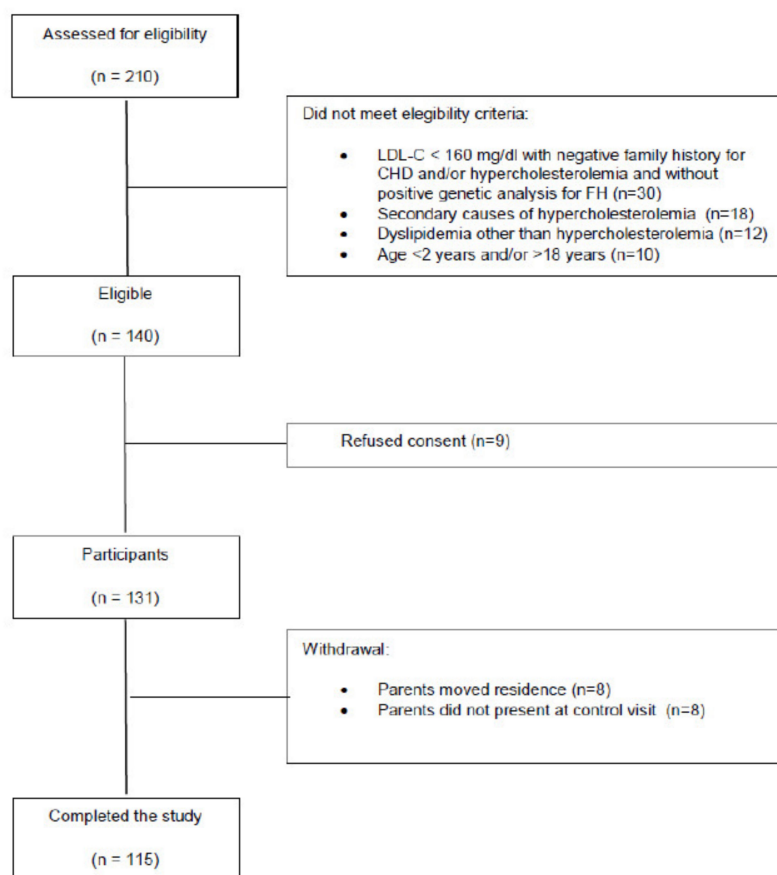 Assessed for eligibility
(n = 210)
Did not meet elegibility criteria:
• LDL-C < 160 mg/dl with negative family history for
CHD and/or hypercholesterolemia and without
positive genetic analysis for FH (n=30)
• Secondary causes of hypercholesterolemia (n=18)
• Dyslipidemia other than hypercholesterolemia (n=12)
• Age <2 years and/or >18 years (n=10)
Eligible
(n = 140)
Refused consent (n=9)
Participants
(n = 131)
Withdrawal:
• Parents moved residence (n=8)
• Parents did not present at control visit (n=8)
Completed the study
(n = 115)